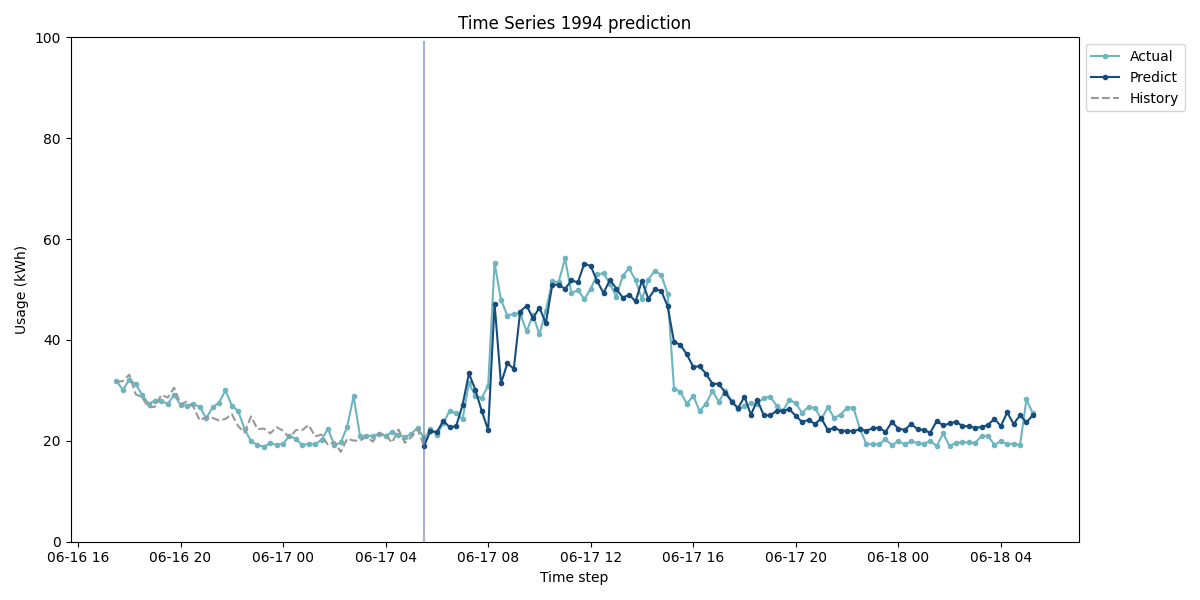 Time Series 1994 prediction
100
80
60
40
20
0
Usage (kWh)
06-16 16 06-16 20 06-17 00 06-17 04 06-17 08 06-17 12 06-17 16 06-17 20 06-18 00 06-18 04
Time step
Actual
Predict
History